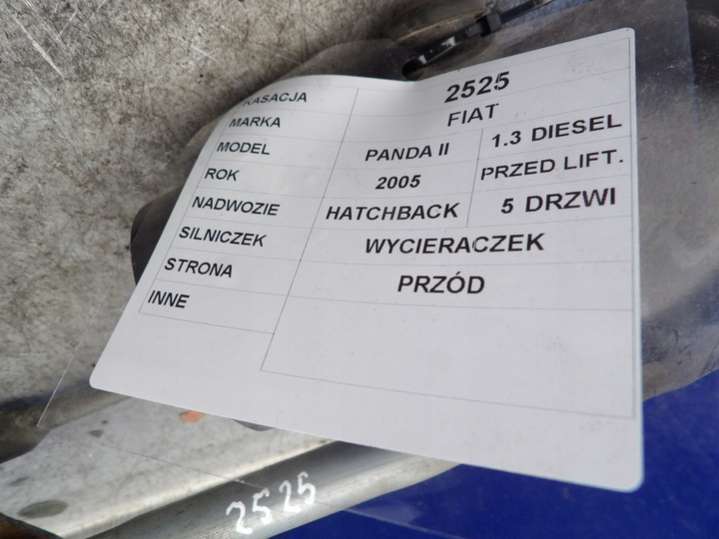 KASACJA 2525
MARKA FIAT
MODEL PANDA II 1.3 DIESEL
ROK 2005 PRZED LIFT.
NADWOZIE HATCHBACK 5 DRZWI
SILNICZEK WYCIERACZEK
STRONA PRZÓD
INNE
2525